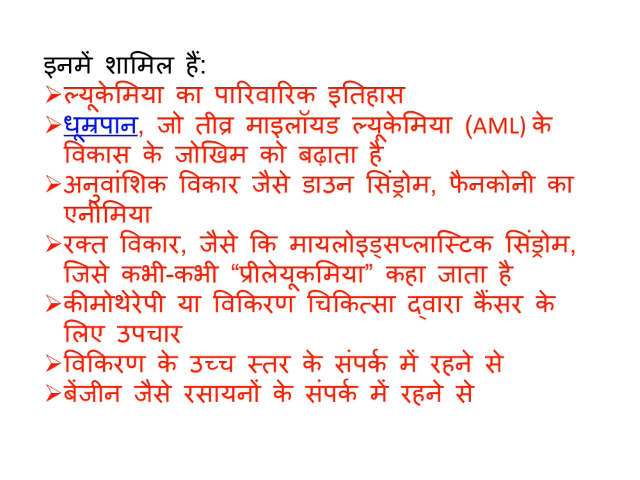 इनमें शामिल हैं:
➢ल्यूकेमिया का पारिवारिक इतिहास
➢धूम्रपान, जो तीव्र माइलॉयड ल्यूकेमिया (AML) के
विकास के जोखिम को बढ़ाता है
➢अनुवांशिक विकार जैसे डाउन सिंड्रोम, फैनकोनी का
एनीमिया
➢रक्त विकार, जैसे कि मायलोइड्सप्लास्टिक सिंड्रोम,
जिसे कभी-कभी “प्रीलेयूकमिया” कहा जाता है
➢कीमोथेरेपी या विकिरण चिकित्सा द्वारा कैंसर के
लिए उपचार
➢विकिरण के उच्च स्तर के संपर्क में रहने से
➢बेंजीन जैसे रसायनों के संपर्क में रहने से